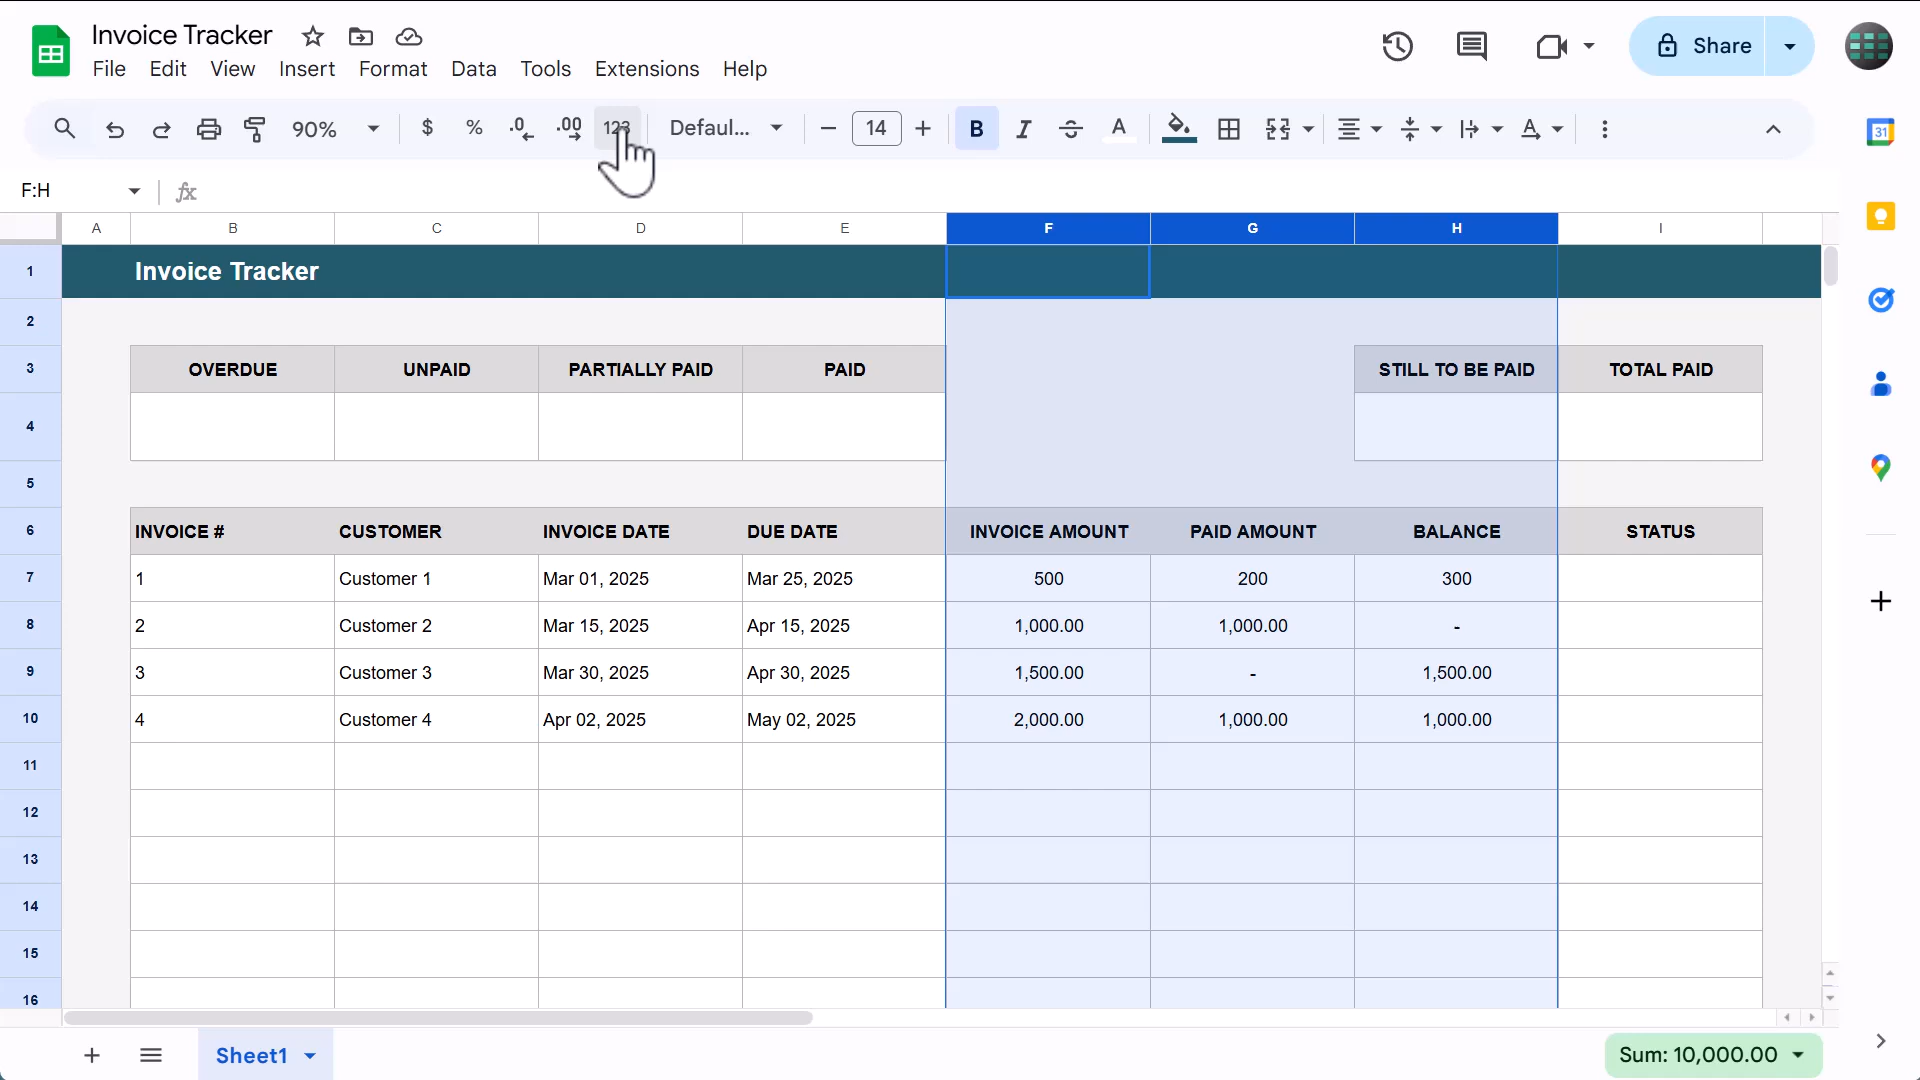 Invoice Tracker
File Edit View Insert Format Data Tools Extensions Help
Share
90% $ % .0 .00 123 Defaul... 14 B I S A A
31
F:H fx
A B C D E F G H I
1 Invoice Tracker
2
3 OVERDUE UNPAID PARTIALLY PAID PAID STILL TO BE PAID TOTAL PAID
4
5
6 INVOICE # CUSTOMER INVOICE DATE DUE DATE INVOICE AMOUNT PAID AMOUNT BALANCE STATUS
7 1 Customer 1 Mar 01, 2025 Mar 25, 2025 500 200 300
8 2 Customer 2 Mar 15, 2025 Apr 15, 2025 1,000.00 1,000.00 -
9 3 Customer 3 Mar 30, 2025 Apr 30, 2025 1,500.00 - 1,500.00
10 4 Customer 4 Apr 02, 2025 May 02, 2025 2,000.00 1,000.00 1,000.00
11
12
13
14
15
16
Sheet1 Sum: 10,000.00